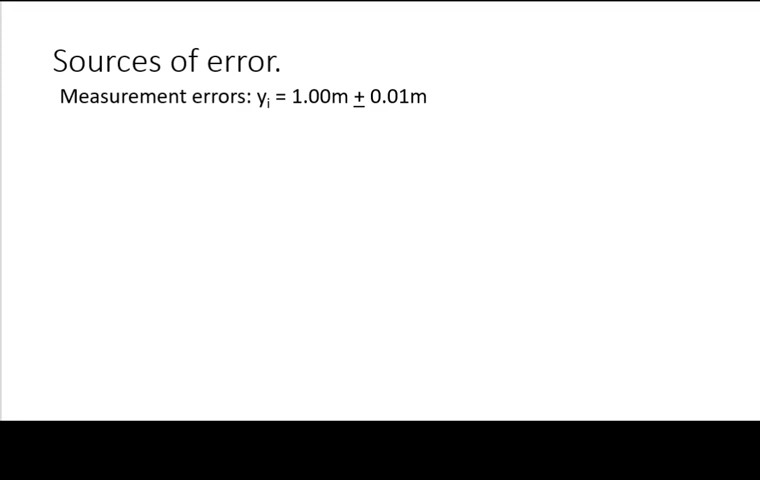 Sources of error.
Measurement errors: yᵢ = 1.00m ± 0.01m